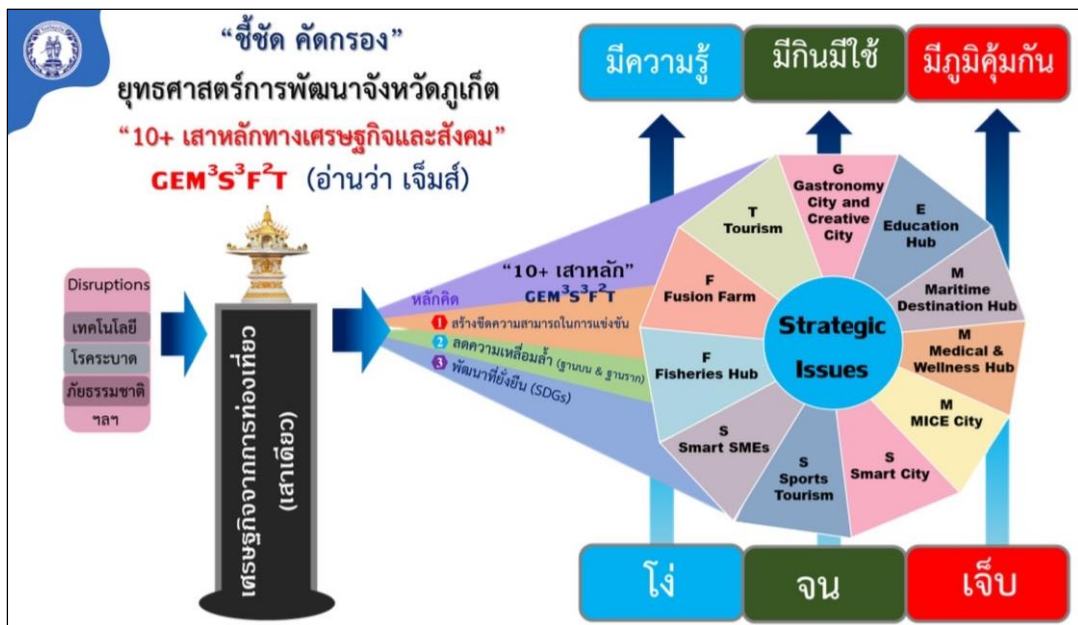 “ชี้ชัด คัดกรอง”
ยุทธศาสตร์การพัฒนาจังหวัดภูเก็ต
“10+ เสาหลักทางเศรษฐกิจและสังคม”
GEM³S³F²T (อ่านว่า เจ็มส์)
Disruptions
เทคโนโลยี
โรคระบาด
ภัยธรรมชาติ
ฯลฯ
เศรษฐกิจจากการท่องเที่ยว
(เสาเดียว)
หลักคิด
“10+ เสาหลัก”
GEM³S³F²T
1 สร้างขีดความสามารถในการแข่งขัน
2 ลดความเหลื่อมล้ำ (ฐานบน & ฐานราก)
3 พัฒนาที่ยั่งยืน (SDGs)
มีความรู้
มีกินมีใช้
มีภูมิคุ้มกัน
G
Gastronomy
City and
Creative
City
E
Education
Hub
M
Maritime
Destination Hub
M
Medical &
Wellness Hub
M
MICE City
S
Smart City
S
Sports
Tourism
S
Smart SMEs
F
Fisheries Hub
F
Fusion Farm
T
Tourism
Strategic
Issues
โง่
จน
เจ็บ